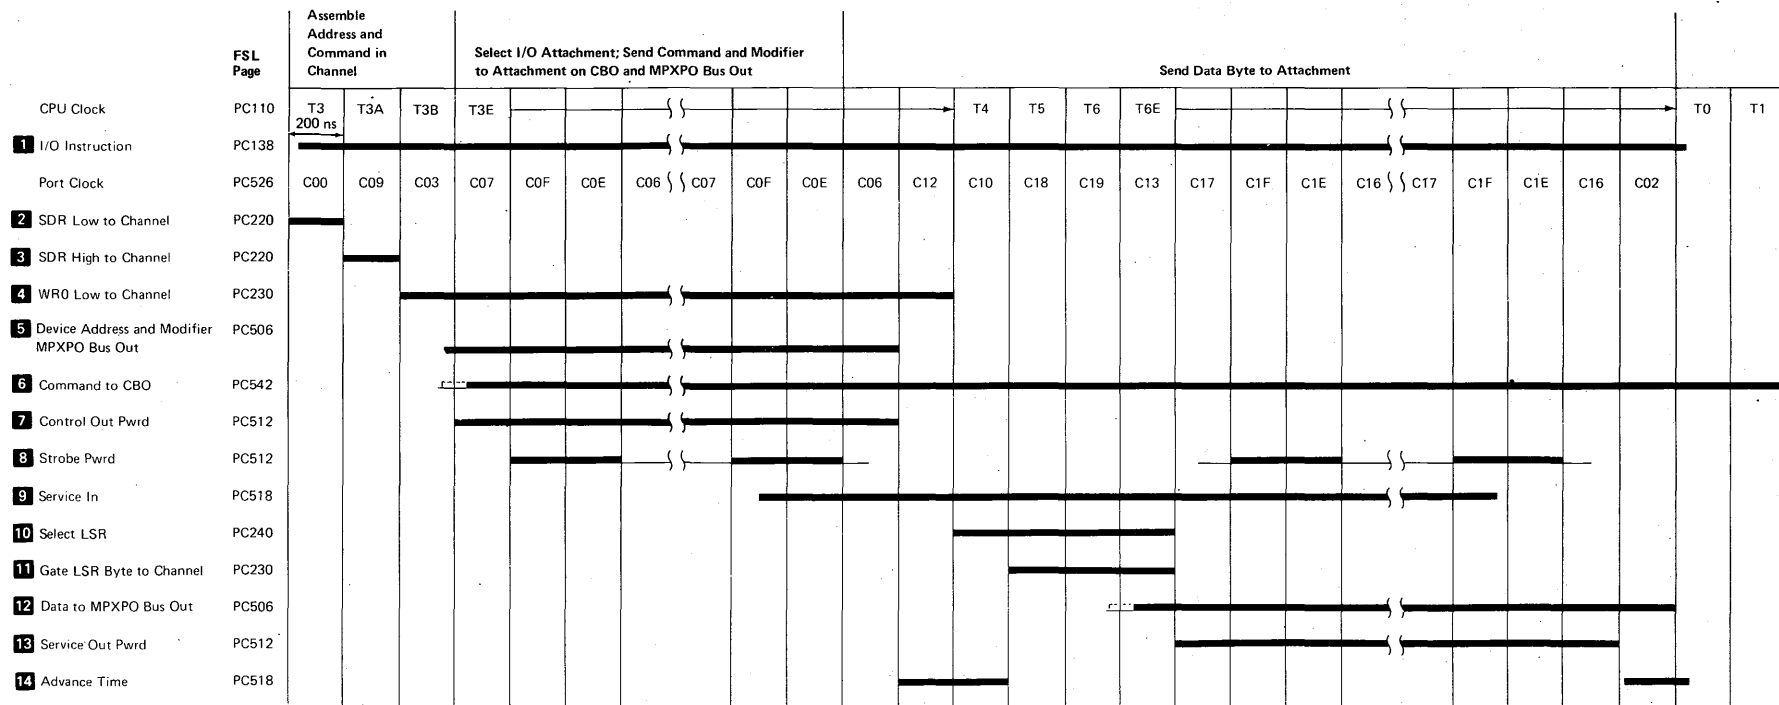 Assemble
Address and
Command in
Channel
FSL
Page
Select I/O Attachment; Send Command and Modifier
to Attachment on CBO and MPXPO Bus Out
Send Data Byte to Attachment
CPU Clock PC110 T3 T3A T3B T3E T4 T5 T6 T6E T0 T1
200 ns
1 I/O Instruction PC138
Port Clock PC526 C00 C09 C03 C07 C0F C0E C06 C07 C0F C0E C06 C12 C10 C18 C19 C13 C17 C1F C1E C16 C17 C1F C1E C16 C02
2 SDR Low to Channel PC220
3 SDR High to Channel PC220
4 WR0 Low to Channel PC230
5 Device Address and Modifier PC506
MPXPO Bus Out
6 Command to CBO PC542
7 Control Out Pwrd PC512
8 Strobe Pwrd PC512
9 Service In PC518
10 Select LSR PC240
11 Gate LSR Byte to Channel PC230
12 Data to MPXPO Bus Out PC506
13 Service Out Pwrd PC512
14 Advance Time PC518